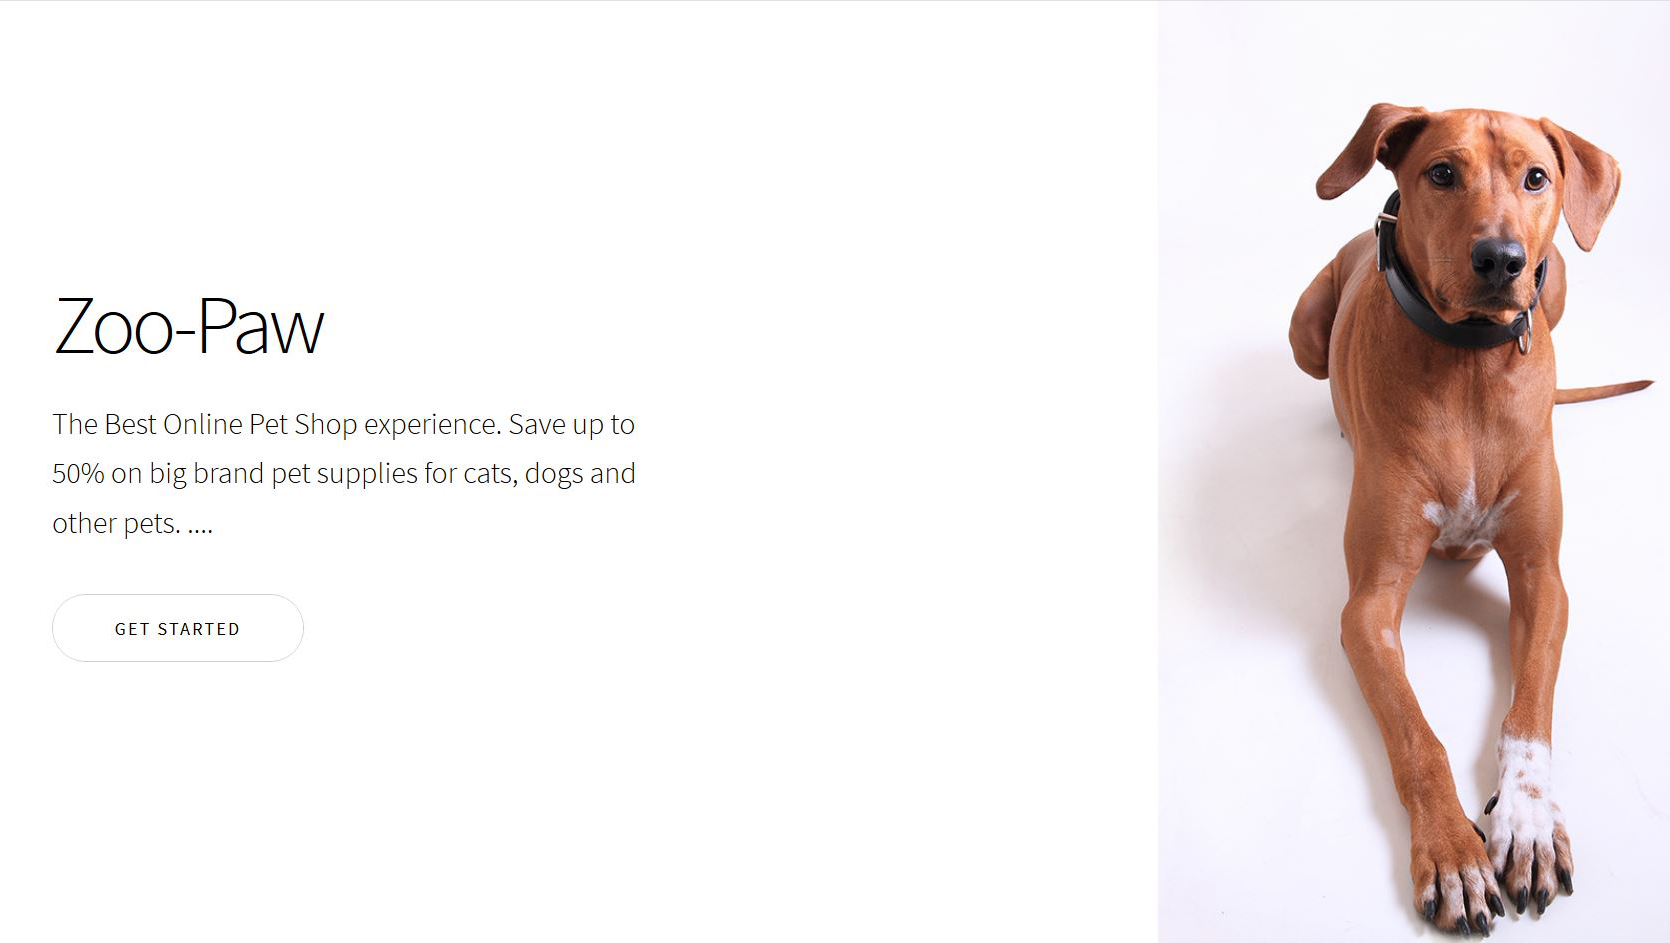 Zoo-Paw
The Best Online Pet Shop experience. Save up to
50% on big brand pet supplies for cats, dogs and
other pets. ....
GET STARTED